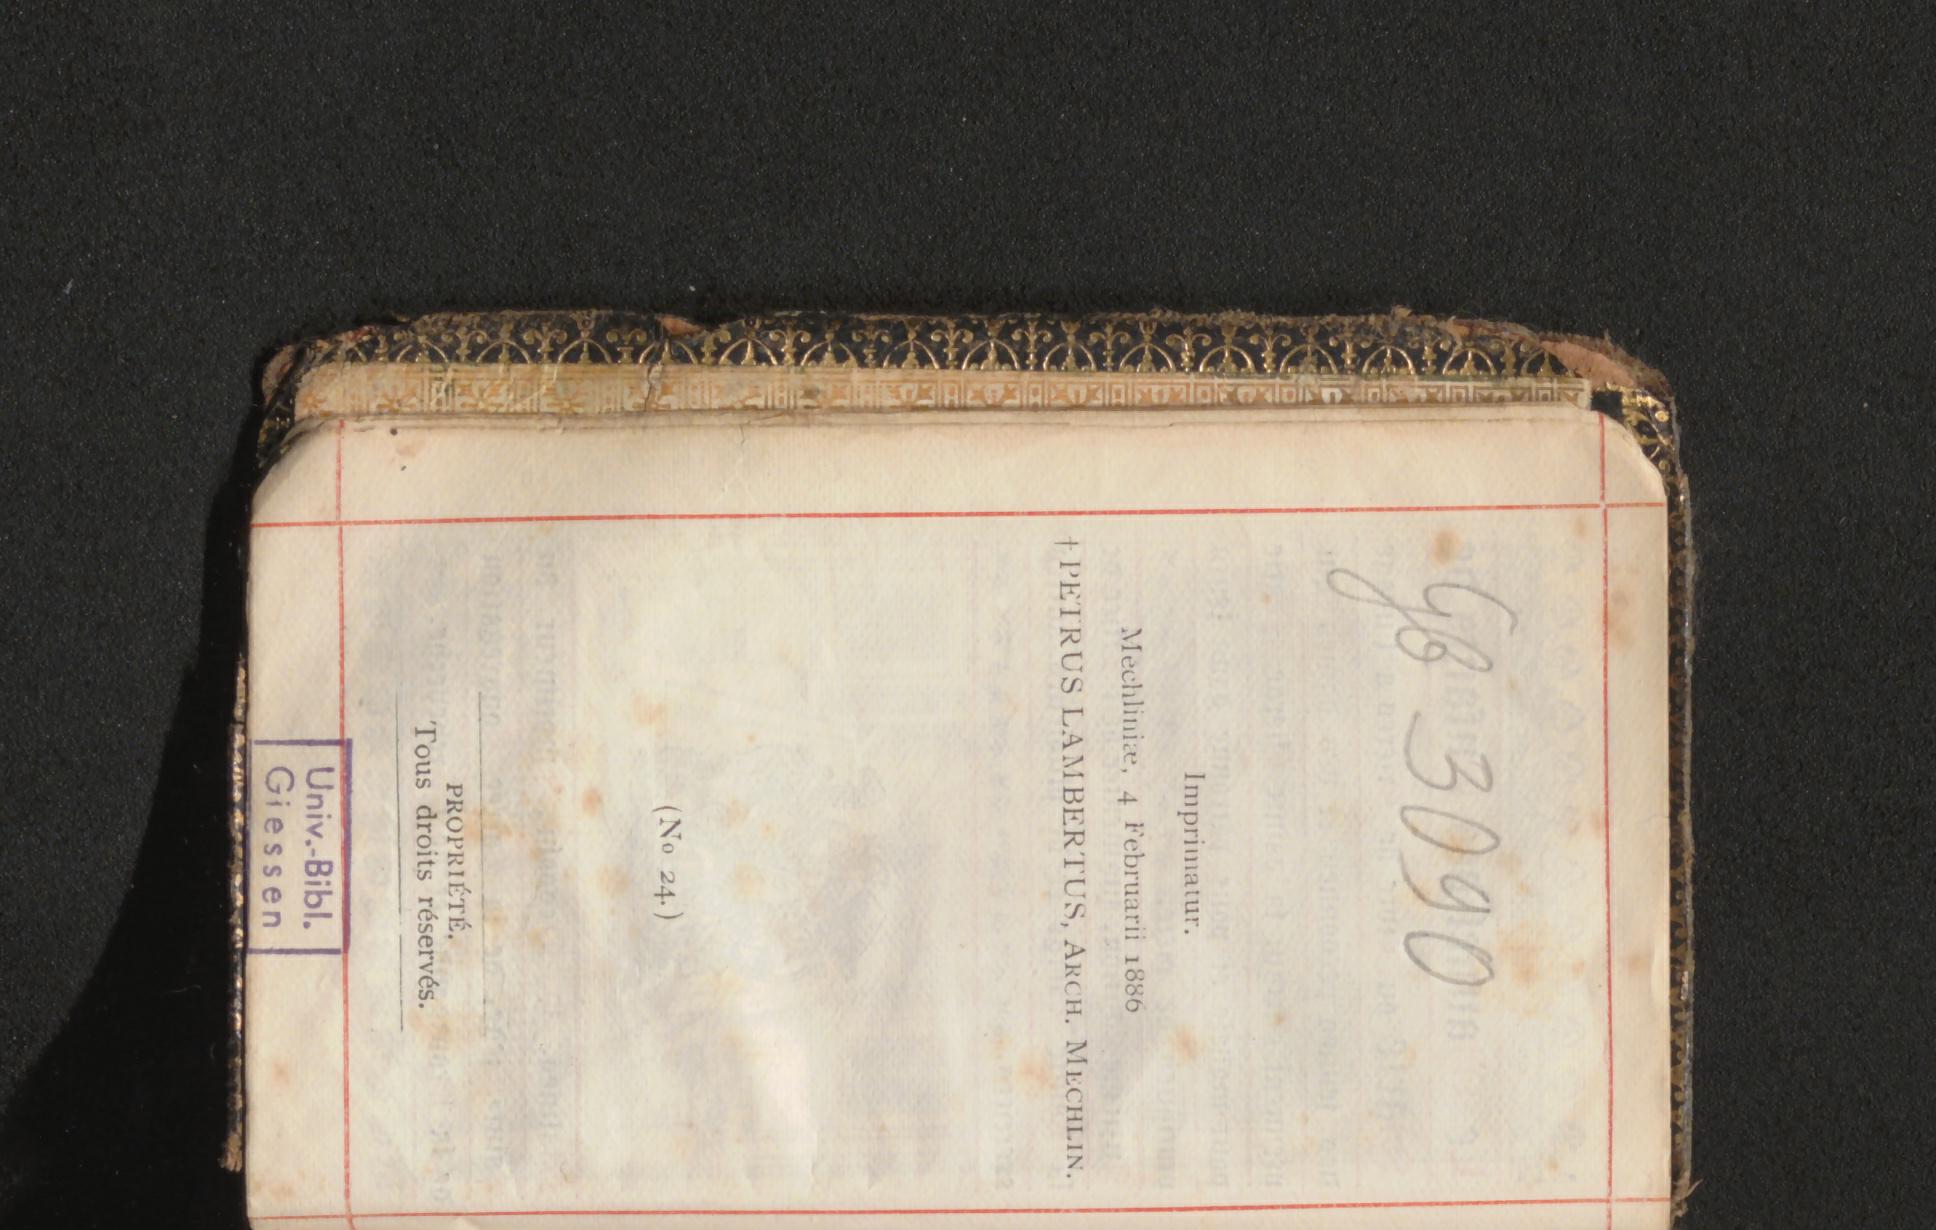 Gb 3090
Imprimatur.
Mechliniæ, 4 Februarii 1886
† PETRUS LAMBERTUS, ARCH. MECHLIN.
(No 24.)
PROPRIÉTÉ.
Tous droits réservés.
Univ.-Bibl.
Giessen